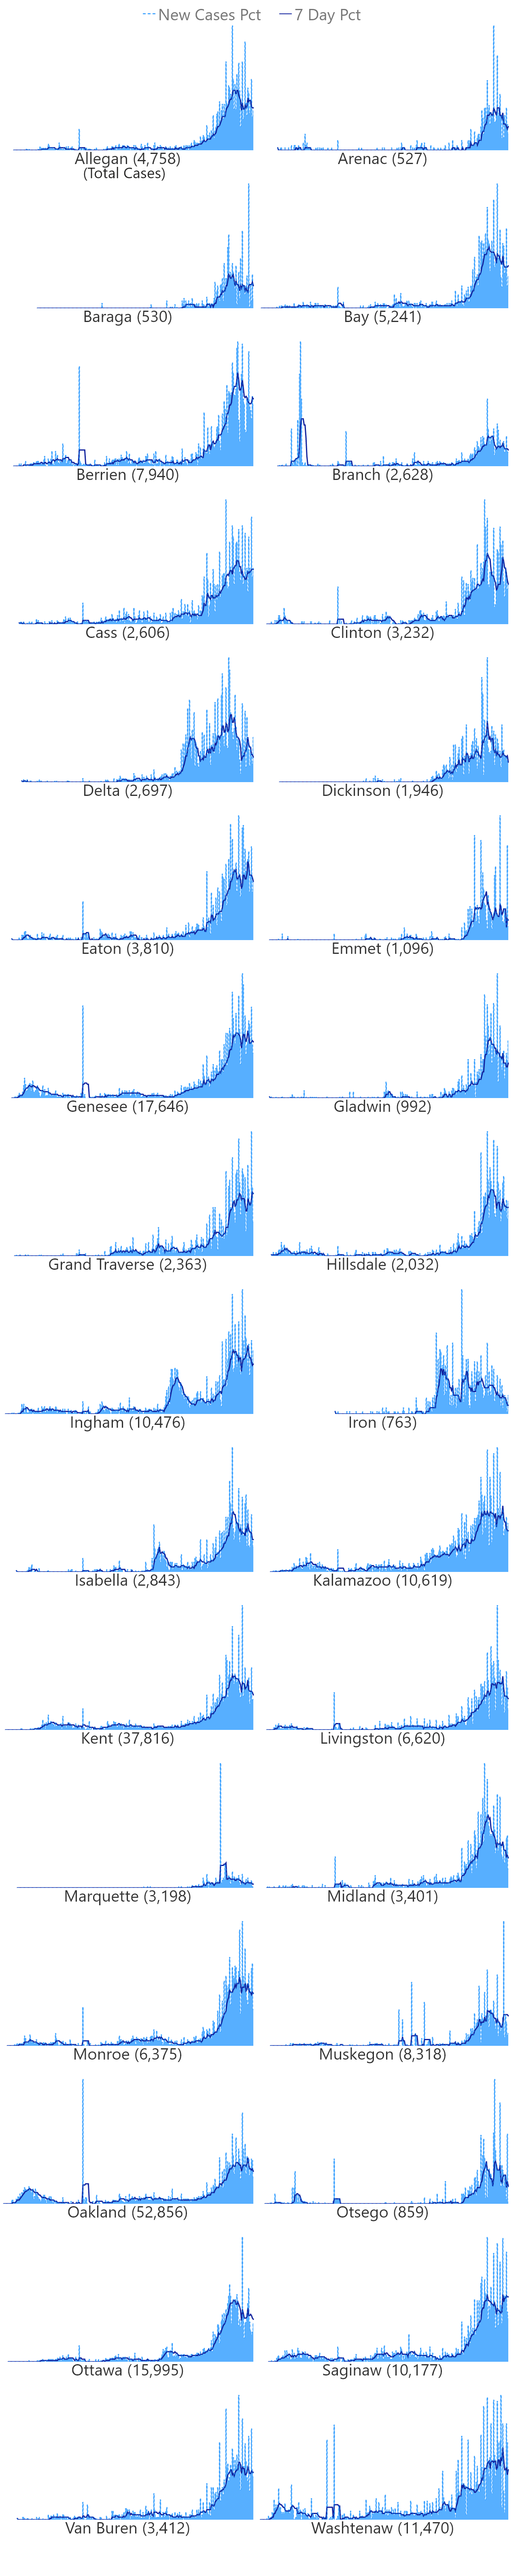 New Cases Pct 7 Day Pct
Allegan (4,758) Arenac (527)
(Total Cases)
Baraga (530) Bay (5,241)
Berrien (7,940) Branch (2,628)
Cass (2,606) Clinton (3,232)
Delta (2,697) Dickinson (1,946)
Eaton (3,810) Emmet (1,096)
Genesee (17,646) Gladwin (992)
Grand Traverse (2,363) Hillsdale (2,032)
Ingham (10,476) Iron (763)
Isabella (2,843) Kalamazoo (10,619)
Kent (37,816) Livingston (6,620)
Marquette (3,198) Midland (3,401)
Monroe (6,375) Muskegon (8,318)
Oakland (52,856) Otsego (859)
Ottawa (15,995) Saginaw (10,177)
Van Buren (3,412) Washtenaw (11,470)